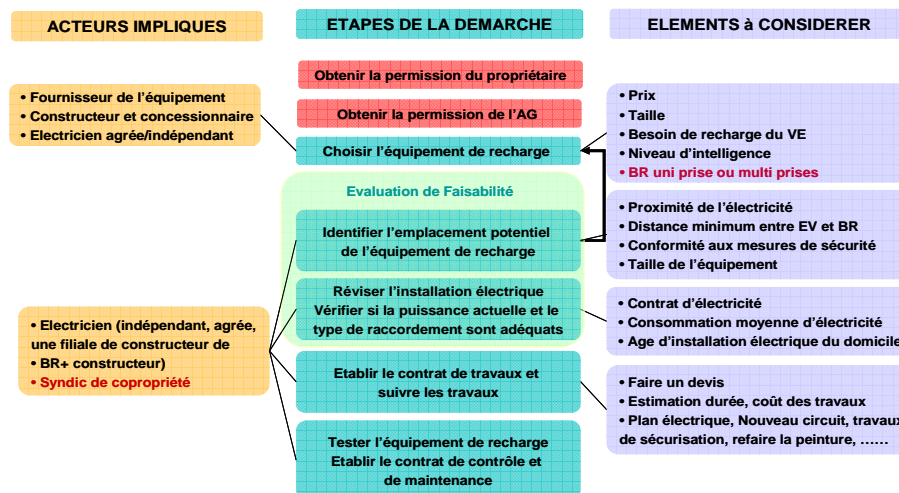 ACTEURS IMPLIQUES
ETAPES DE LA DEMARCHE
ELEMENTS à CONSIDERER
Obtenir la permission du propriétaire
Obtenir la permission de l'AG
• Fournisseur de l'équipement
• Constructeur et concessionnaire
• Electricien agrée/indépendant
Choisir l'équipement de recharge
• Prix
• Taille
• Besoin de recharge du VE
• Niveau d'intelligence
• BR uni prise ou multi prises
Evaluation de Faisabilité
Identifier l'emplacement potentiel
de l'équipement de recharge
• Proximité de l'électricité
• Distance minimum entre EV et BR
• Conformité aux mesures de sécurité
• Taille de l'équipement
Réviser l'installation électrique
Vérifier si la puissance actuelle et le
type de raccordement sont adéquats
• Contrat d'électricité
• Consommation moyenne d'électricité
• Age d'installation électrique du domicile
• Electricien (indépendant, agrée,
une filiale de constructeur de
• BR+ constructeur)
• Syndic de copropriété
Etablir le contrat de travaux et
suivre les travaux
• Faire un devis
• Estimation durée, coût des travaux
• Plan électrique, Nouveau circuit, travaux
de sécurisation, refaire la peinture, ……
Tester l'équipement de recharge
Etablir le contrat de contrôle et
de maintenance